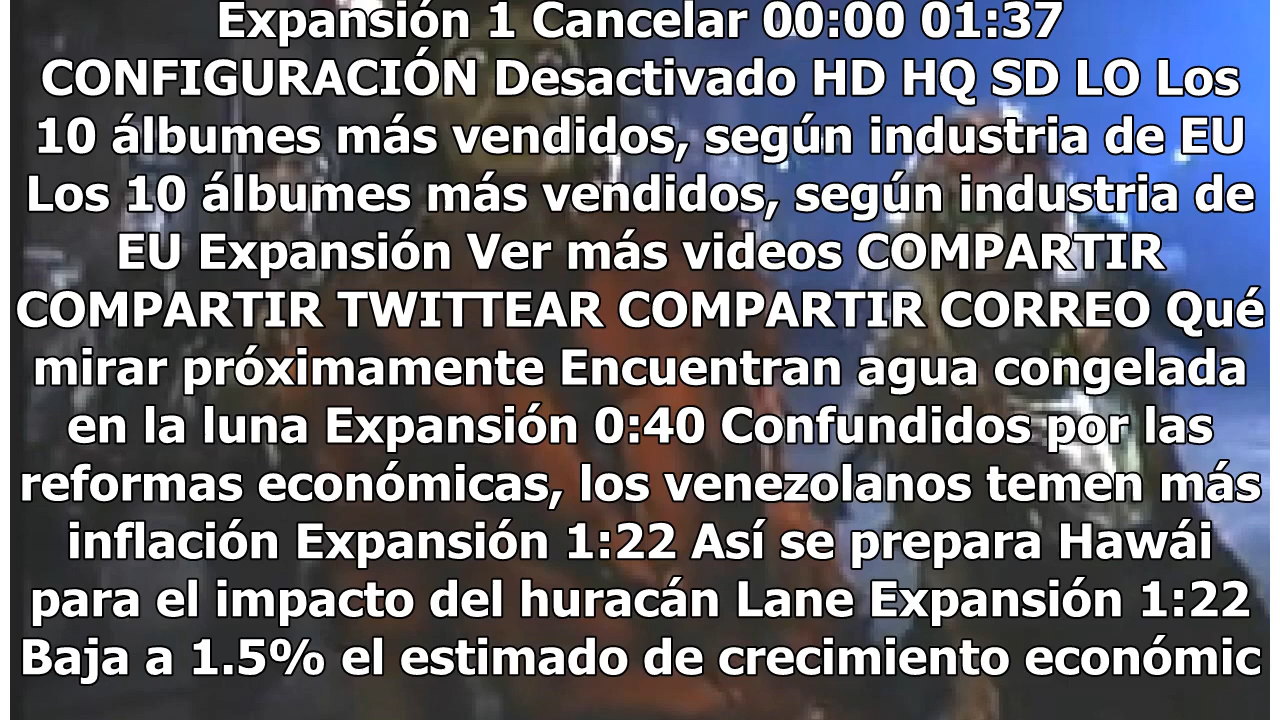 Expansión 1 Cancelar 00:00 01:37
CONFIGURACIÓN Desactivado HD HQ SD LO Los
10 álbumes más vendidos, según industria de EU
Los 10 álbumes más vendidos, según industria de
EU Expansión Ver más videos COMPARTIR
COMPARTIR TWITTEAR COMPARTIR CORREO Qué
mirar próximamente Encuentran agua congelada
en la luna Expansión 0:40 Confundidos por las
reformas económicas, los venezolanos temen más
inflación Expansión 1:22 Así se prepara Hawái
para el impacto del huracán Lane Expansión 1:22
Baja a 1.5% el estimado de crecimiento económic